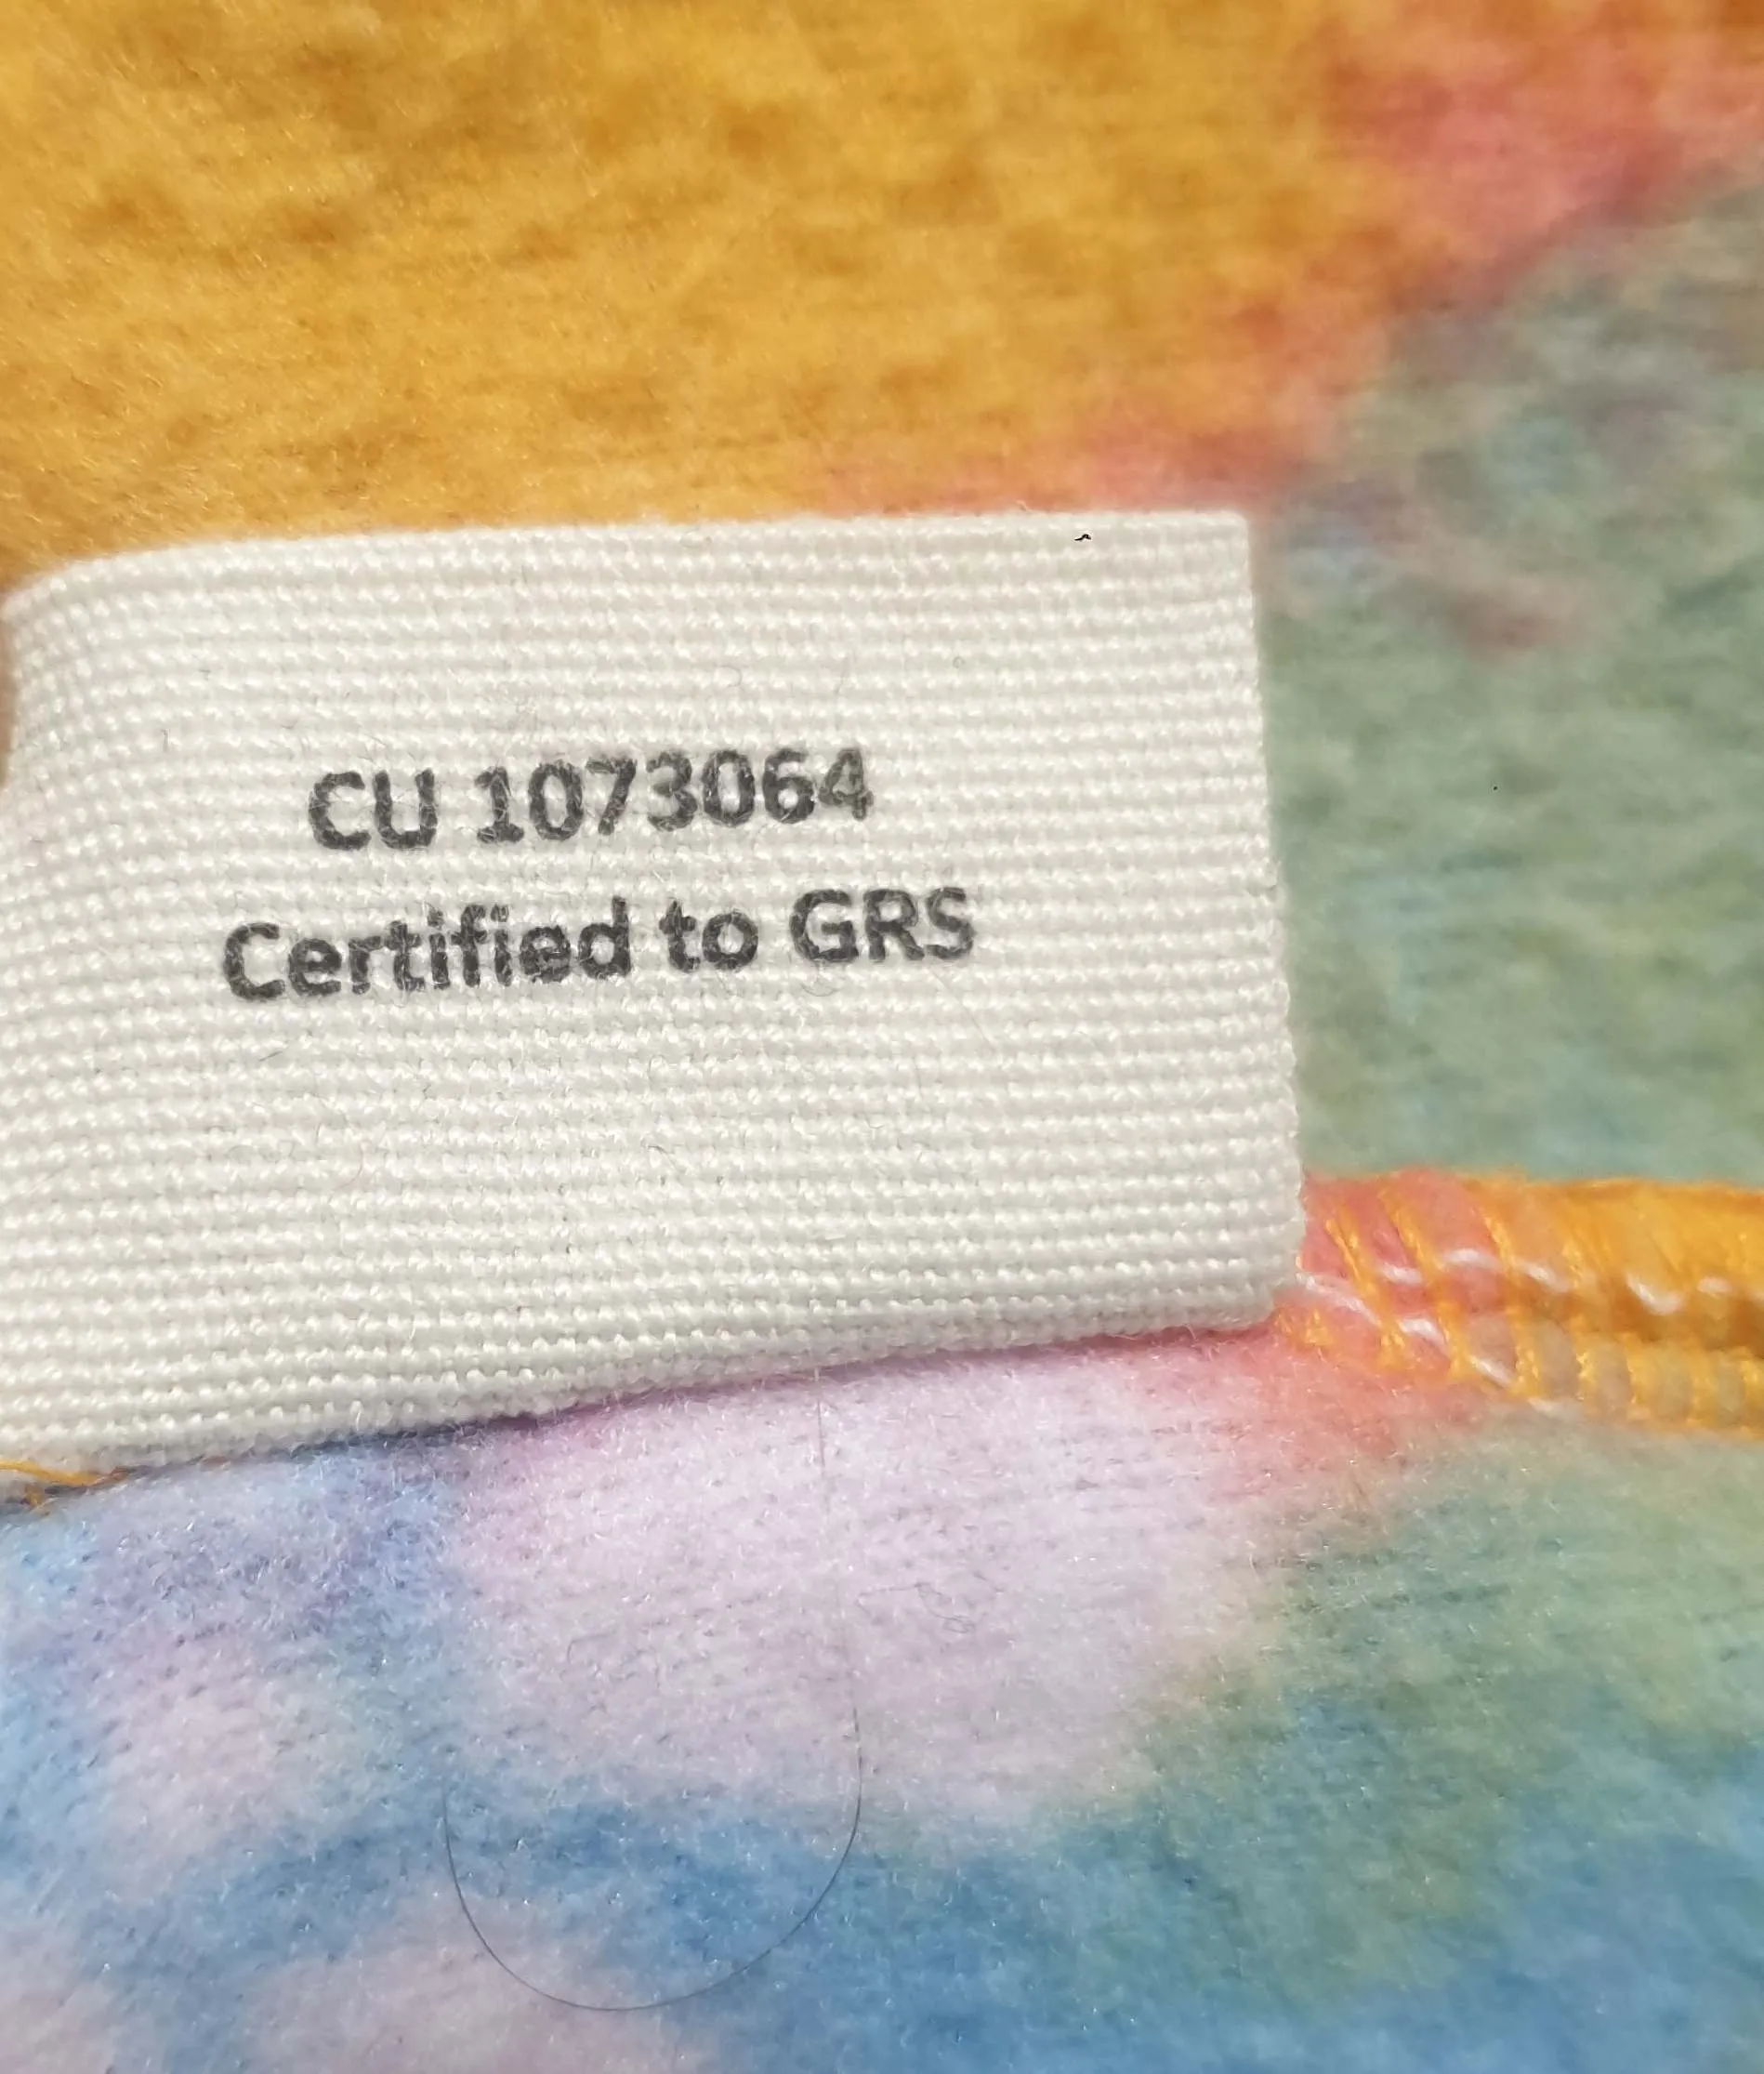 CU 1073064
Certified to GRS